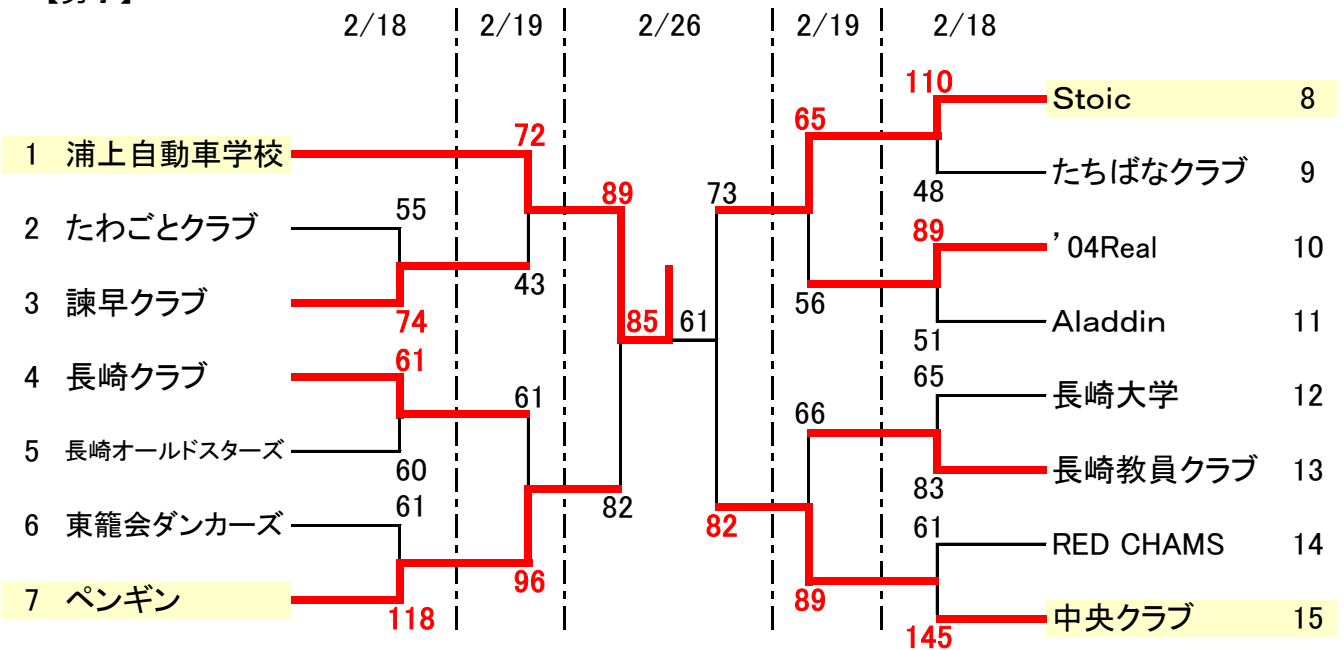 2/18 2/19 2/26 2/19 2/18
110
Stoic 8
65
72
1 浦上自動車学校
たちばなクラブ 9
48
89 73
55
2 たわごとクラブ
89
’04Real 10
43
56
3 諫早クラブ
74
85 61
Aladdin 11
51
61
4 長崎クラブ
65
長崎大学 12
61
66
5 長崎オールドスターズ
60
長崎教員クラブ 13
83
61
82
82
6 東籠会ダンカーズ
61
RED CHAMS 14
96
89
7 ペンギン
118
中央クラブ 15
145